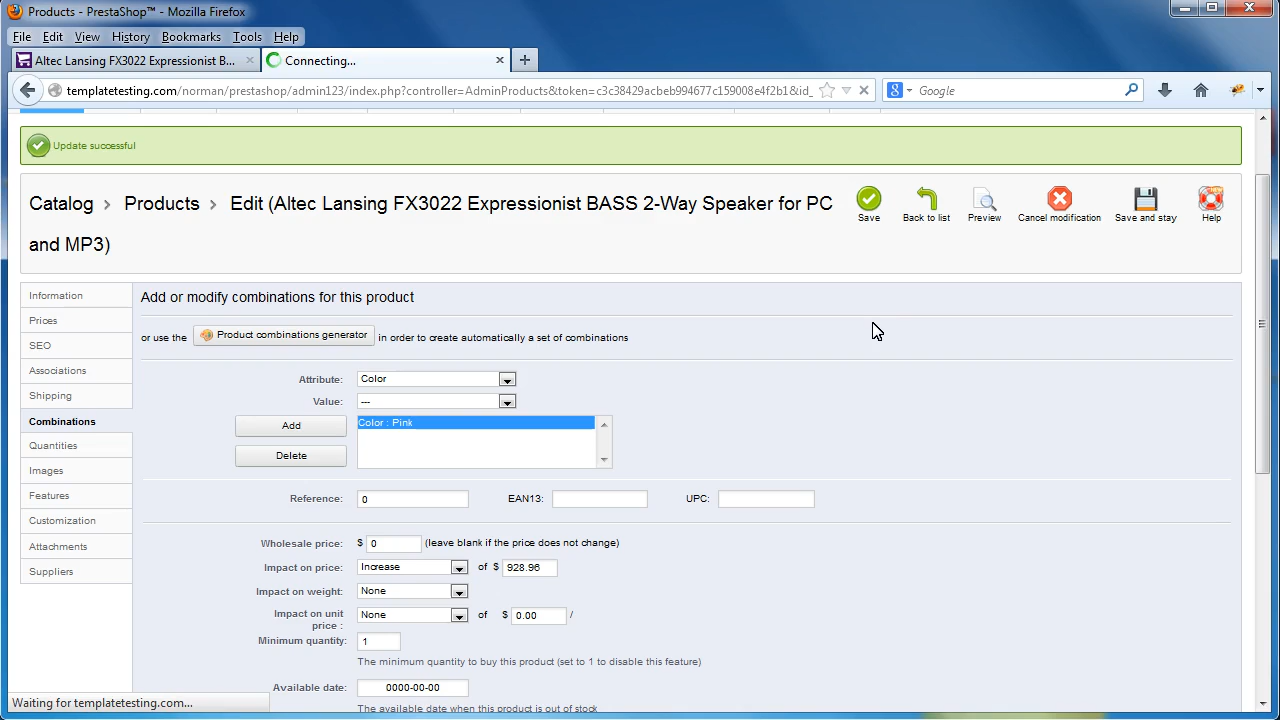 Products - PrestaShop™ - Mozilla Firefox
File Edit View History Bookmarks Tools Help
Altec Lansing FX3022 Expressionist B...
Connecting...
templatetesting.com/norman/prestashop/admin123/index.php?controller=AdminProducts&token=c3c38429acbeb994677c159008e4f2b1&id_
Google
Update successful
Catalog > Products > Edit (Altec Lansing FX3022 Expressionist BASS 2-Way Speaker for PC
and MP3)
Save
Back to list
Preview
Cancel modification
Save and stay
Help
Information
Prices
SEO
Associations
Shipping
Combinations
Quantities
Images
Features
Customization
Attachments
Suppliers
Add or modify combinations for this product
or use the Product combinations generator in order to create automatically a set of combinations
Attribute: Color
Value: ---
Add
Color : Pink
Delete
Reference: 0 EAN13: UPC:
Wholesale price: $ 0 (leave blank if the price does not change)
Impact on price: Increase of $ 928.96
Impact on weight: None
Impact on unit
price : None of $ 0.00 /
Minimum quantity: 1
The minimum quantity to buy this product (set to 1 to disable this feature)
Available date: 0000-00-00
The available date when this product is out of stock
Waiting for templatetesting.com...